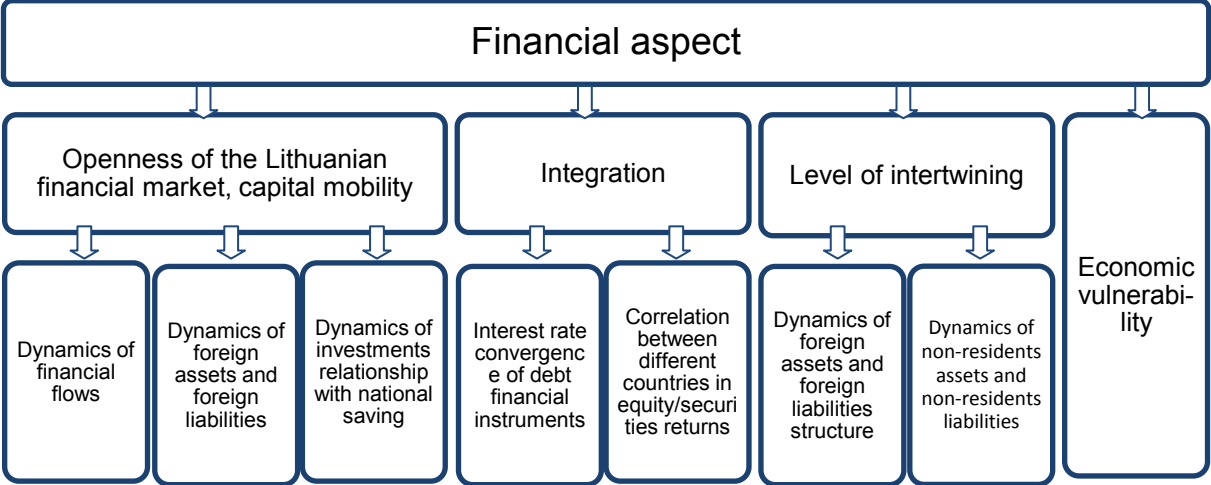 Financial aspect
Openness of the Lithuanian
financial market, capital mobility
Integration
Level of intertwining
Economic
vulnerabi-
lity
Dynamics of
financial
flows
Dynamics of
foreign
assets and
foreign
liabilities
Dynamics of
investments
relationship
with national
saving
Interest rate
convergenc
e of debt
financial
instruments
Correlation
between
different
countries in
equity/securi
ties returns
Dynamics of
foreign
assets and
foreign
liabilities
structure
Dynamics of
non-residents
assets and
non-residents
liabilities